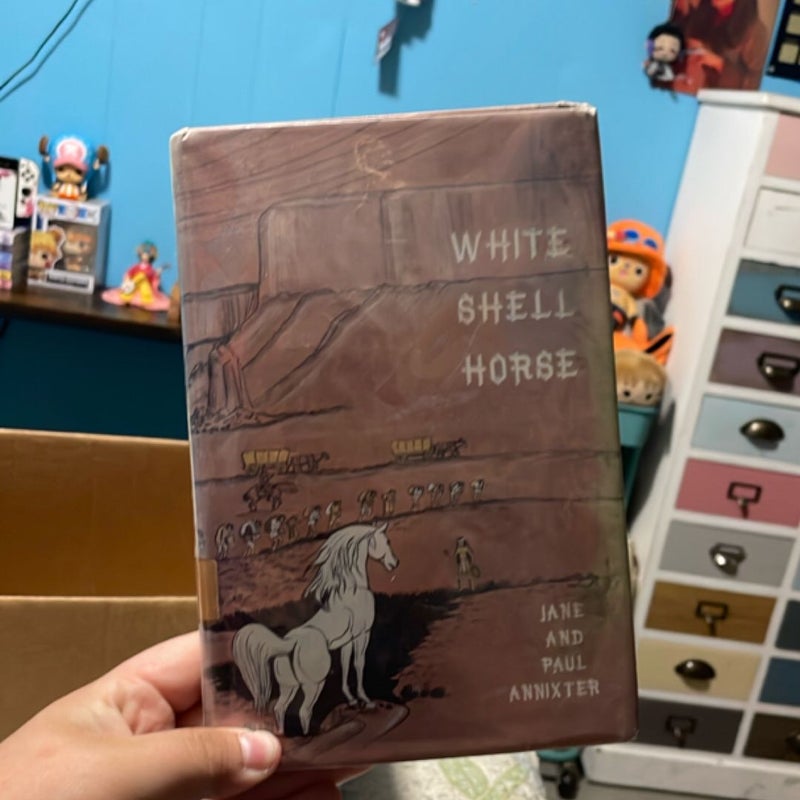 WHITE
SHELL
HORSE
JANE
AND
PAUL
ANNIXTER